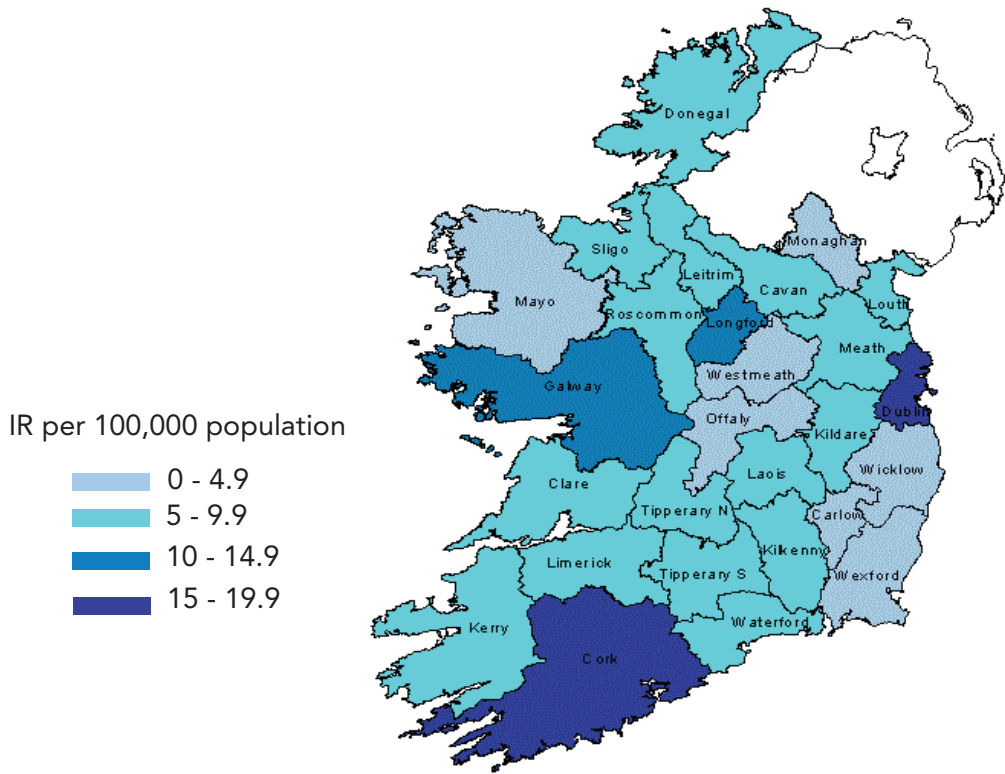 Donegal
Monaghan
Sligo
Leitrim
Cavan
Louth
Mayo
Roscommon
Longford
Meath
Westmeath
Galway
Offaly
Dublin
Kildare
IR per 100,000 population
Wicklow
Laois
Clare
0 - 4.9
Tipperary N
Carlow
5 - 9.9
Kilkenny
10 - 14.9
Limerick
Tipperary S
Wexford
15 - 19.9
Waterford
Kerry
Cork